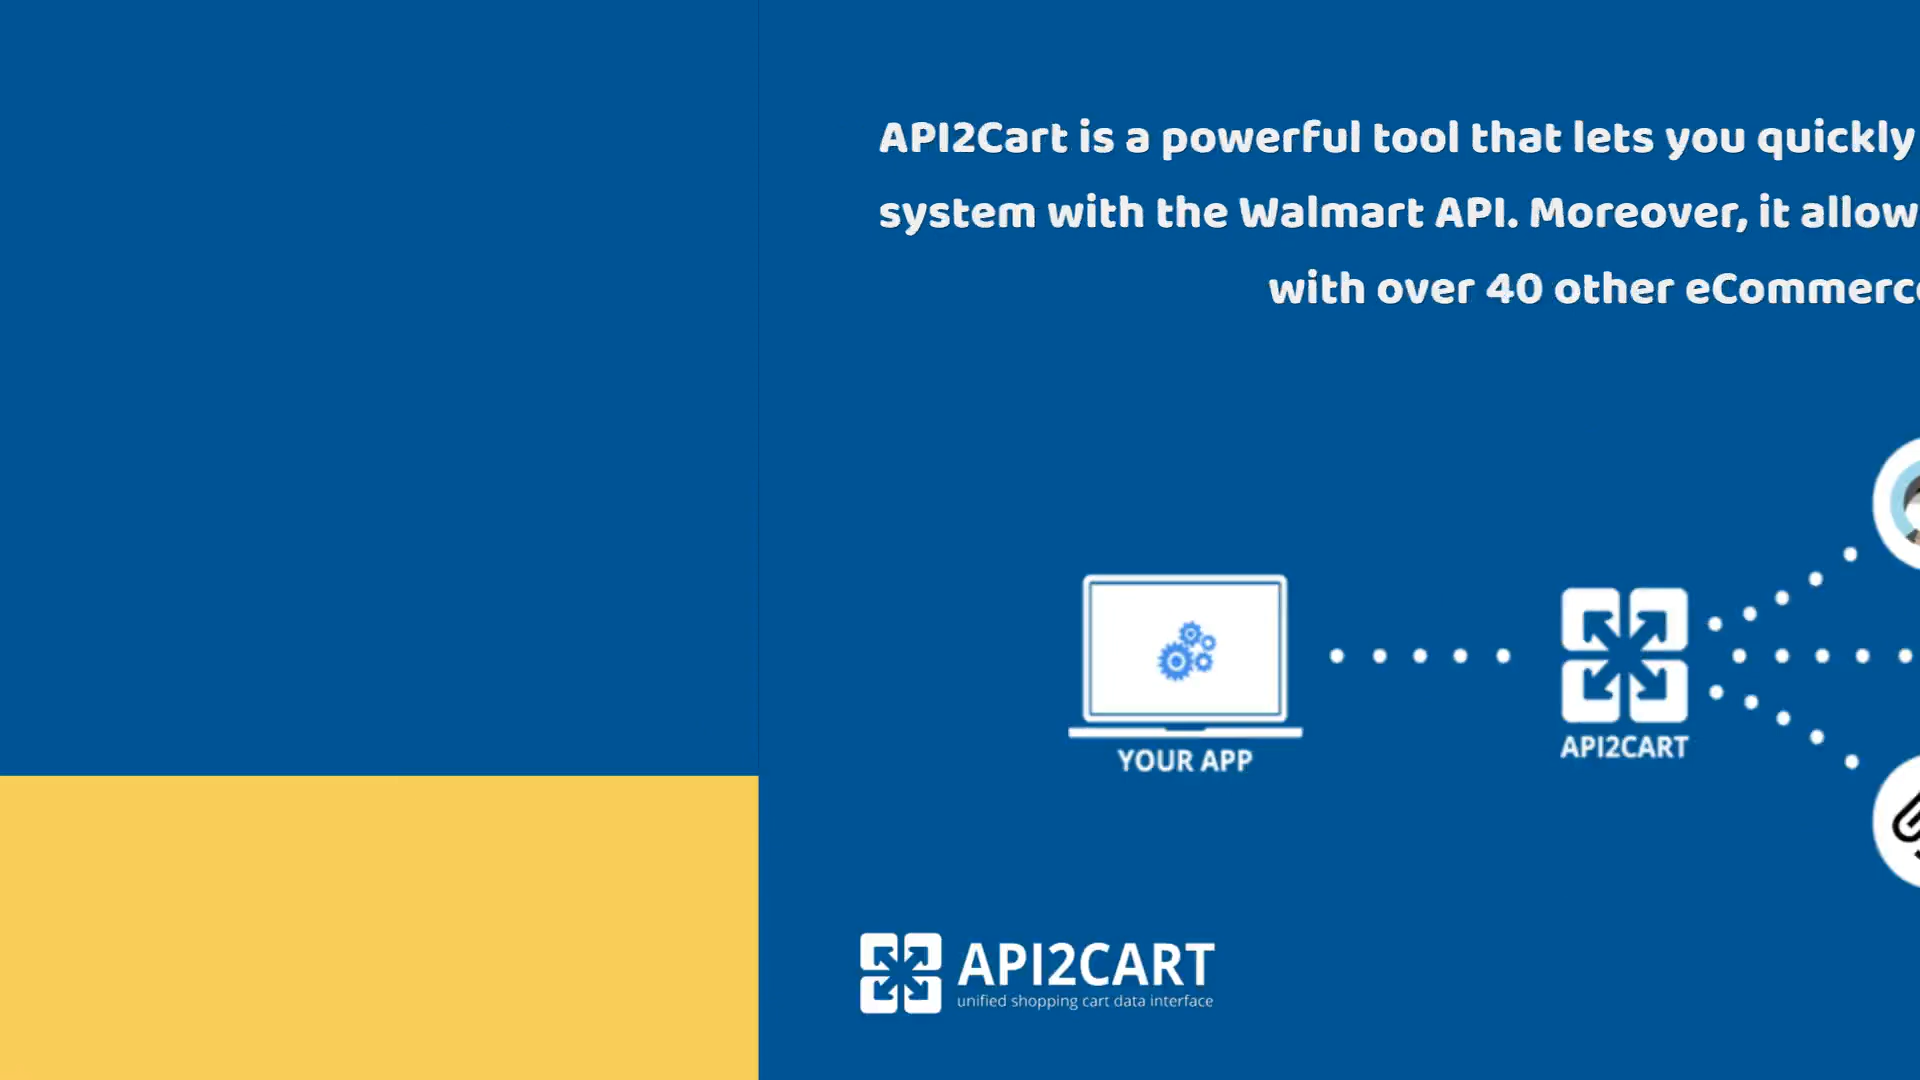 API2Cart is a powerful tool that lets you quickly
system with the Walmart API. Moreover, it allow
with over 40 other eCommerce
YOUR APP
API2CART
API2CART
unified shopping cart data interface